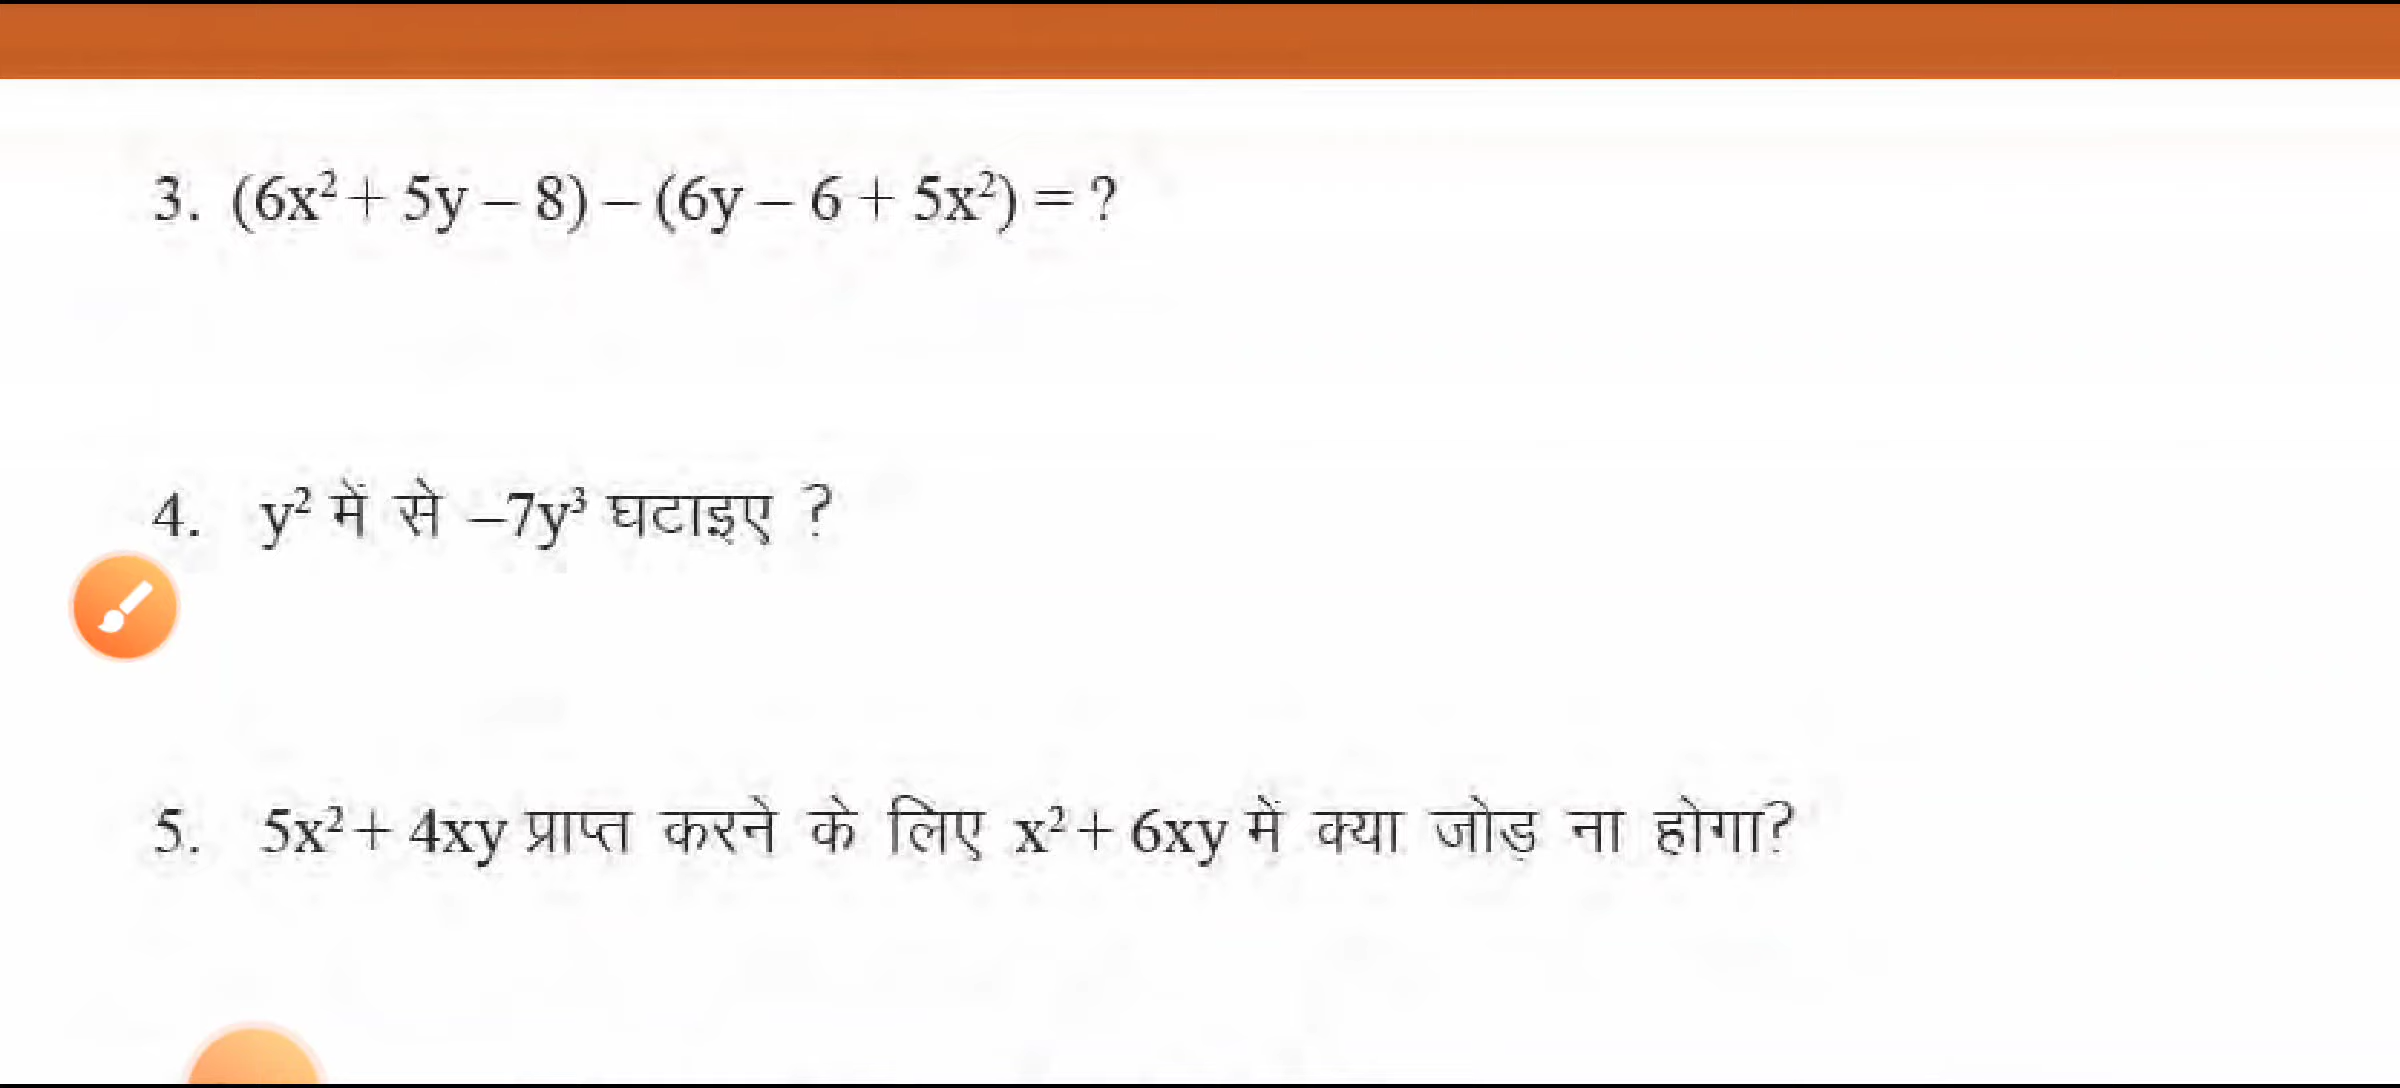 3. (6x²+ 5y – 8) – (6y – 6 + 5x²) = ?
4. y² में से –7y³ घटाइए ?
5. 5x²+ 4xy प्राप्त करने के लिए x²+ 6xy में क्या जोड़ ना होगा?